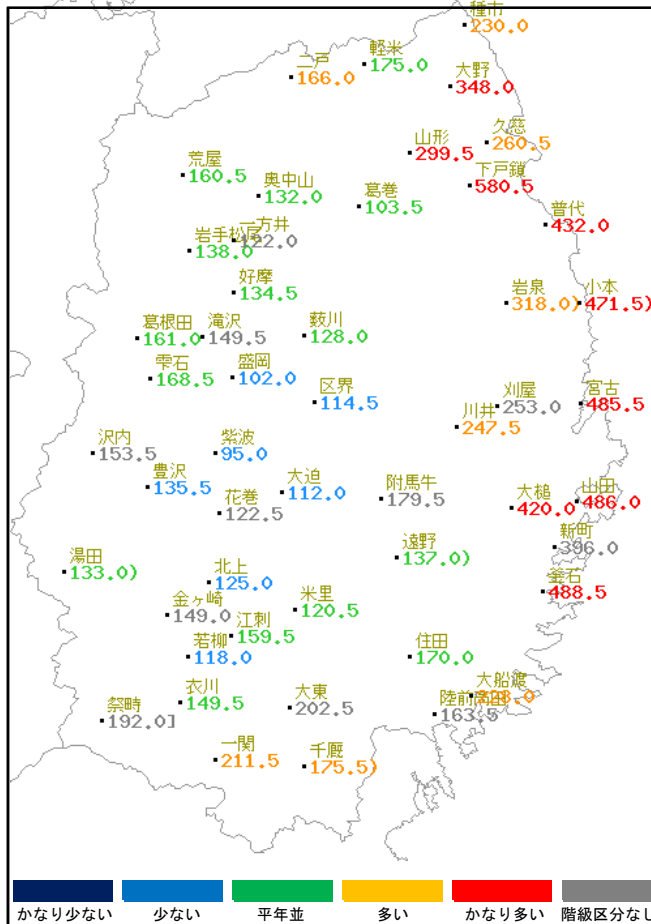 種市
230.0
軽米
175.0
二戸
166.0
大野
348.0
久慈
260.5
山形
299.5
荒屋
160.5
下戸鎖
580.5
奥中山
132.0
葛巻
103.5
普代
432.0
一方井
122.0
岩手松尾
138.0
好摩
134.5
岩泉
318.0)
小本
471.5)
葛根田
161.0
滝沢
149.5
薮川
128.0
雫石
168.5
盛岡
102.0
区界
114.5
刈屋
253.0
宮古
485.5
川井
247.5
沢内
153.5
紫波
95.0
豊沢
135.5
大迫
112.0
附馬牛
179.5
山田
486.0
大槌
420.0
花巻
122.5
新町
396.0
遠野
137.0)
湯田
133.0)
北上
125.0
釜石
488.5
金ヶ崎
149.0
米里
120.5
江刺
159.5
若柳
118.0
住田
170.0
衣川
149.5
大東
202.5
大船渡
228.0
陸前高田
163.5
祭畤
192.0]
一関
211.5
千厩
175.5)
かなり少ない
少ない
平年並
多い
かなり多い
階級区分なし